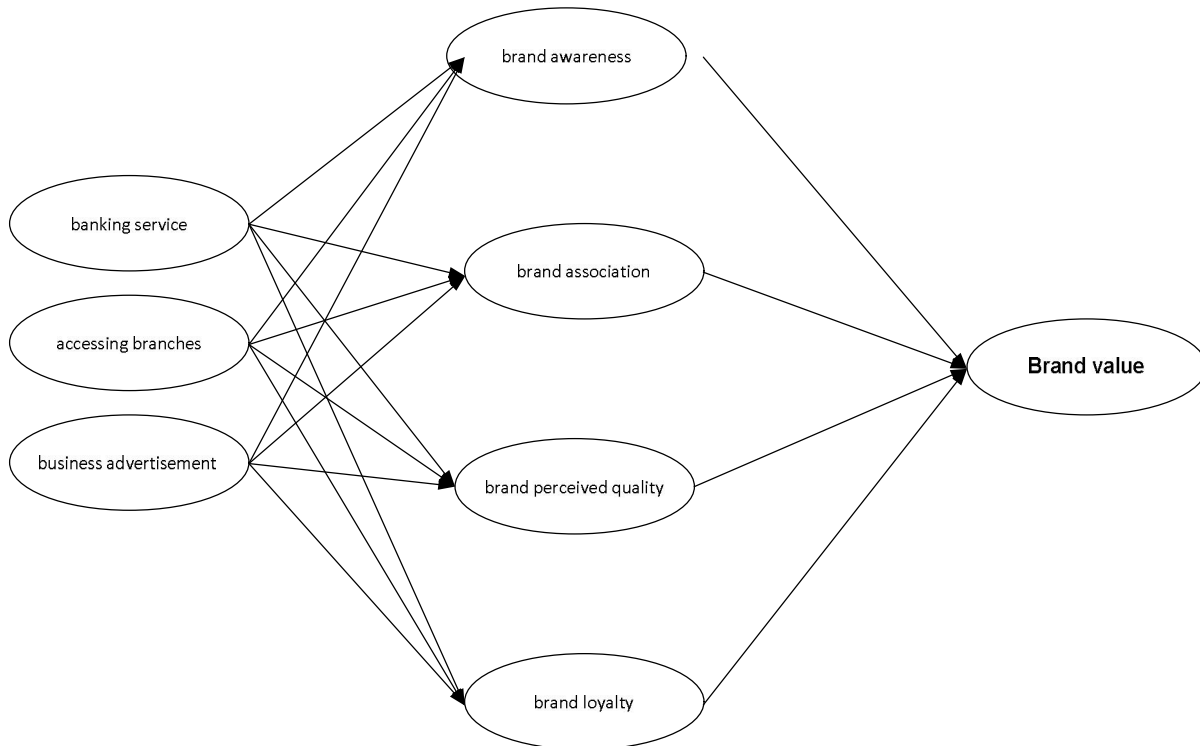 brand awareness
banking service
brand association
accessing branches
Brand value
business advertisement
brand perceived quality
brand loyalty